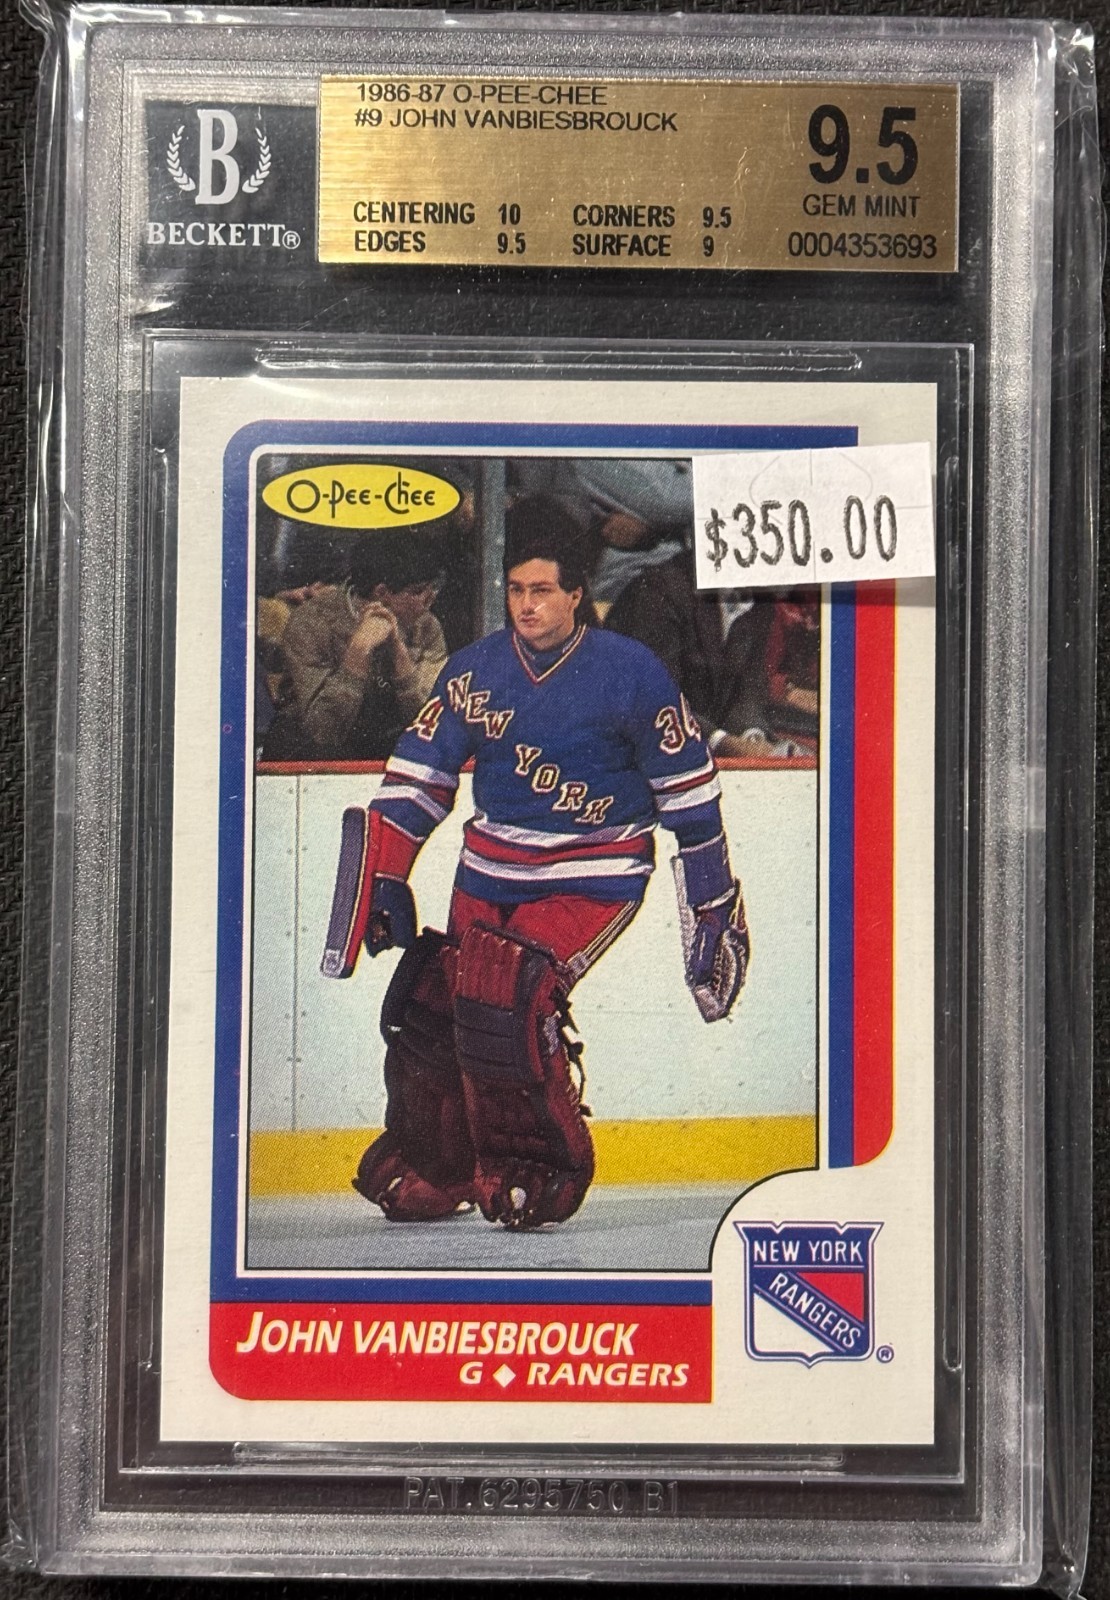 1986-87 O-PEE-CHEE
#9 JOHN VANBIESBROUCK
9.5
GEM MINT
0004353693
B
BECKETT®
CENTERING 10 CORNERS 9.5
EDGES 9.5 SURFACE 9
O-Pee-Chee
$350.00
4 NEW YORK 34
NEW YORK
RANGERS
®
JOHN VANBIESBROUCK
G ♦ RANGERS
PAT.6295750 B1